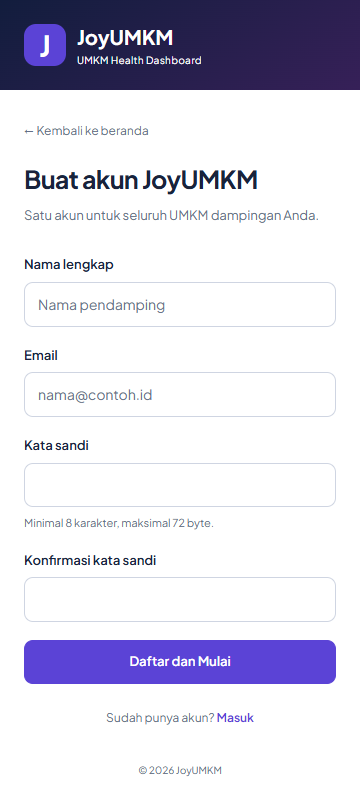 J
JoyUMKM
UMKM Health Dashboard
← Kembali ke beranda
Buat akun JoyUMKM
Satu akun untuk seluruh UMKM dampingan Anda.
Nama lengkap
Nama pendamping
Email
nama@contoh.id
Kata sandi
Minimal 8 karakter, maksimal 72 byte.
Konfirmasi kata sandi
Daftar dan Mulai
Sudah punya akun? Masuk
© 2026 JoyUMKM